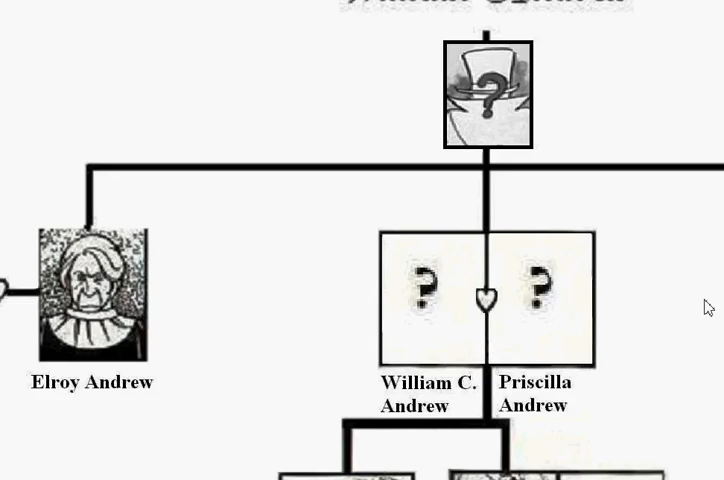 ?
? ?
Elroy Andrew
William C. Andrew
Priscilla Andrew